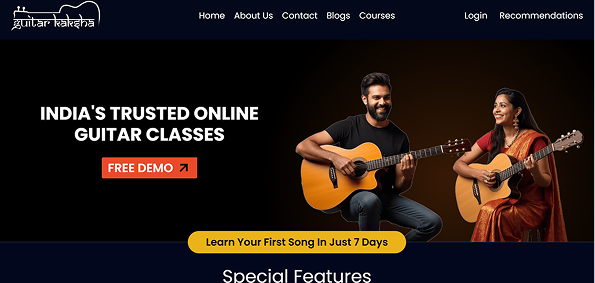 guitar kaksha
Home About Us Contact Blogs Courses Login Recommendations
INDIA'S TRUSTED ONLINE
GUITAR CLASSES
FREE DEMO
Learn Your First Song In Just 7 Days
Special Features